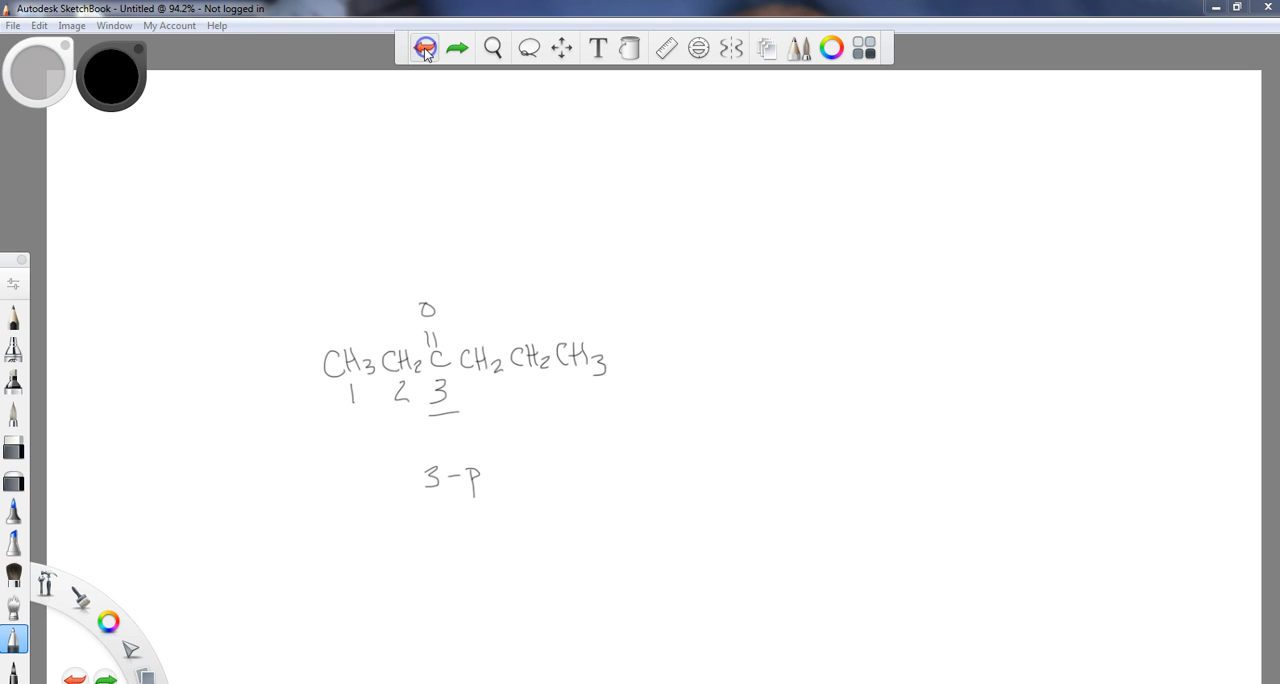 Autodesk SketchBook - Untitled @ 94.2% - Not logged in
File Edit Image Window My Account Help
T
O
||
CH3 CH2 C CH2 CH2 CH3
1 2 3
3-p